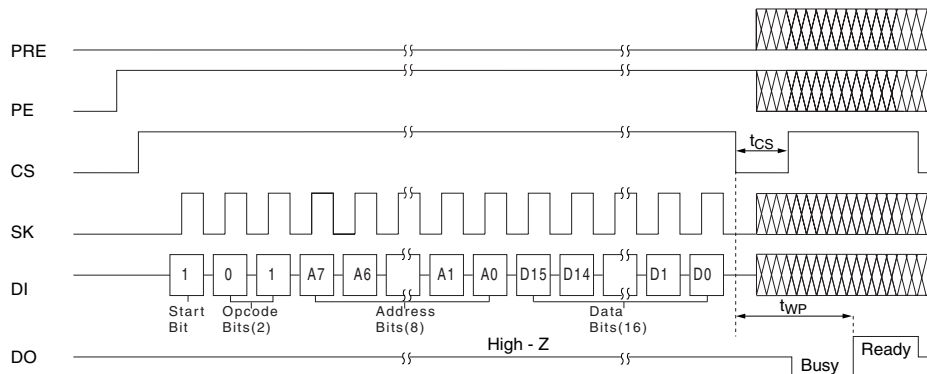 PRE
PE
CS
tCS
SK
DI
1 0 1 A7 A6 A1 A0 D15 D14 D1 D0
Start Bit
Opcode Bits(2)
Address Bits(8)
Data Bits(16)
tWP
DO
High - Z
Busy
Ready